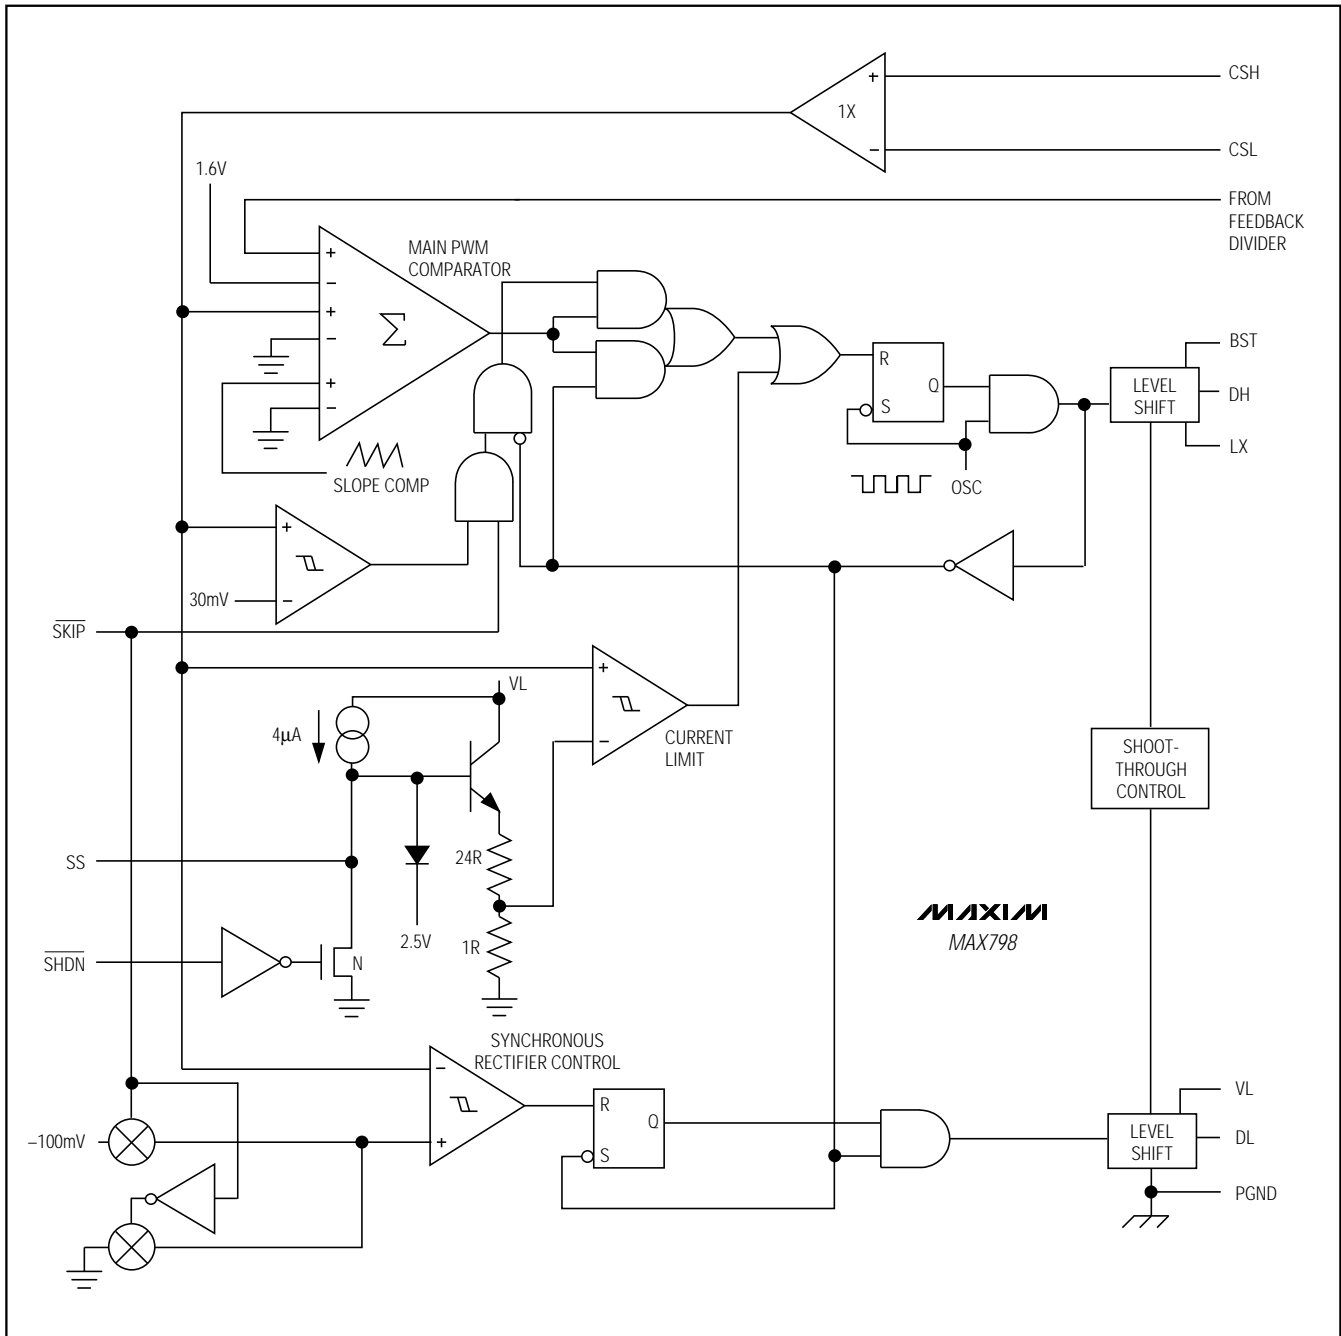 CSH
1X
CSL
1.6V
FROM
FEEDBACK
DIVIDER
MAIN PWM
COMPARATOR
+
−
+
−
+
−
Σ
SLOPE COMP
R
Q
S
OSC
BST
LEVEL
SHIFT
DH
LX
+
−
30mV
SKIP
+
−
VL
4µA
CURRENT
LIMIT
SHOOT-
THROUGH
CONTROL
SS
24R
2.5V
1R
SHDN
N
MAXIM
MAX798
SYNCHRONOUS
RECTIFIER CONTROL
−
+
–100mV
R
Q
S
VL
LEVEL
SHIFT
DL
PGND